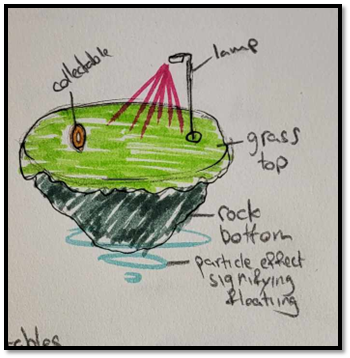 collectable
lamp
grass
top
rock
bottom
particle effect
signifying
floating